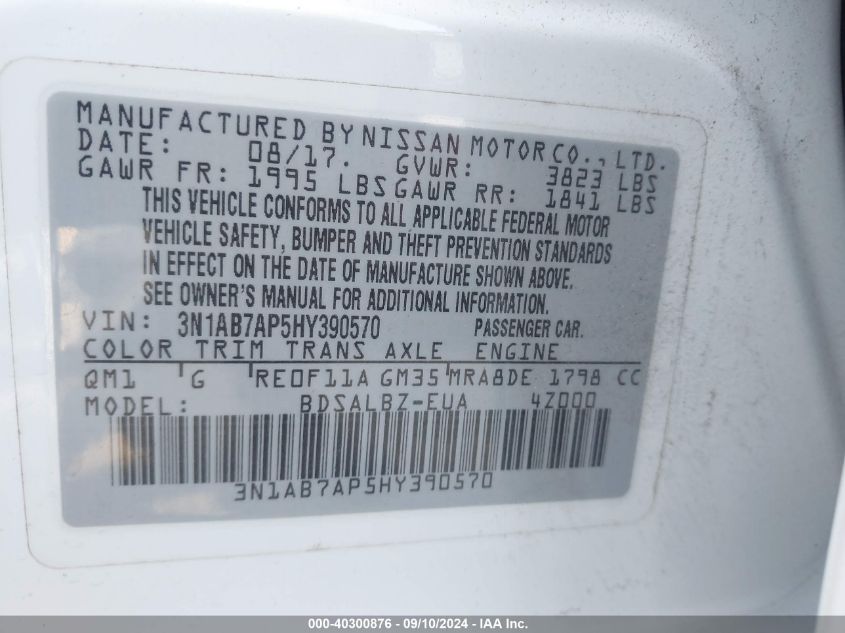 MANUFACTURED BY NISSAN MOTOR CO., LTD.
DATE: 08/17. GVWR: 3823 LBS
GAWR FR: 1995 LBS GAWR RR: 1841 LBS
THIS VEHICLE CONFORMS TO ALL APPLICABLE FEDERAL MOTOR
VEHICLE SAFETY, BUMPER AND THEFT PREVENTION STANDARDS
IN EFFECT ON THE DATE OF MANUFACTURE SHOWN ABOVE.
SEE OWNER'S MANUAL FOR ADDITIONAL INFORMATION.
VIN: 3N1AB7AP5HY390570 PASSENGER CAR.
COLOR TRIM TRANS AXLE ENGINE
QM1 'G 'RE0F11A GM35'MRA8DE 1798 CC
MODEL: BDSALBZ-EUA 4Z000
3N1AB7AP5HY390570
000-40300876 - 09/10/2024 - IAA Inc.